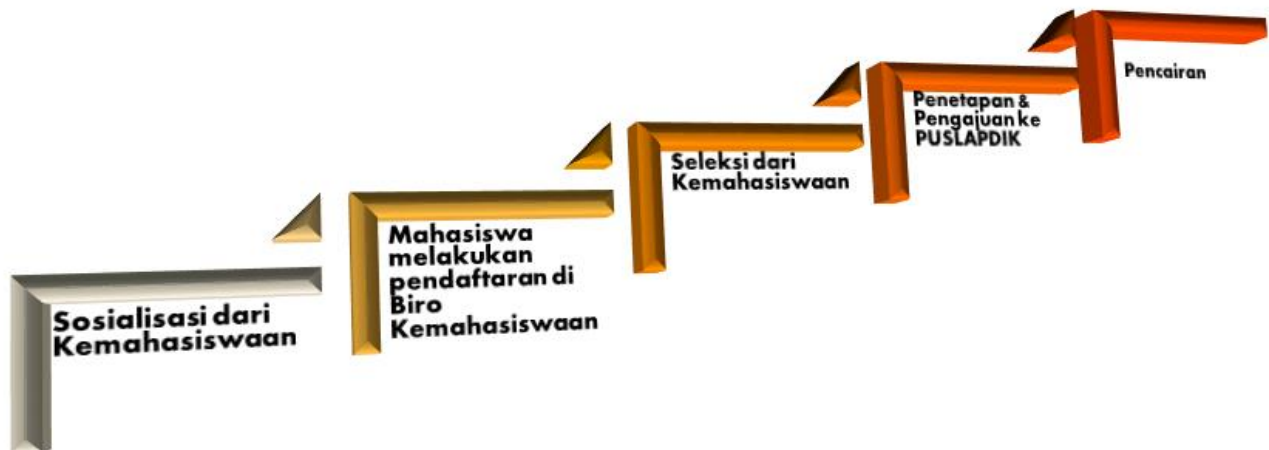 Sosialisasi dari
Kemahasiswaan
Mahasiswa
melakukan
pendaftaran di
Biro
Kemahasiswaan
Seleksi dari
Kemahasiswaan
Penetapan &
Pengajuan ke
PUSLAPDIK
Pencairan